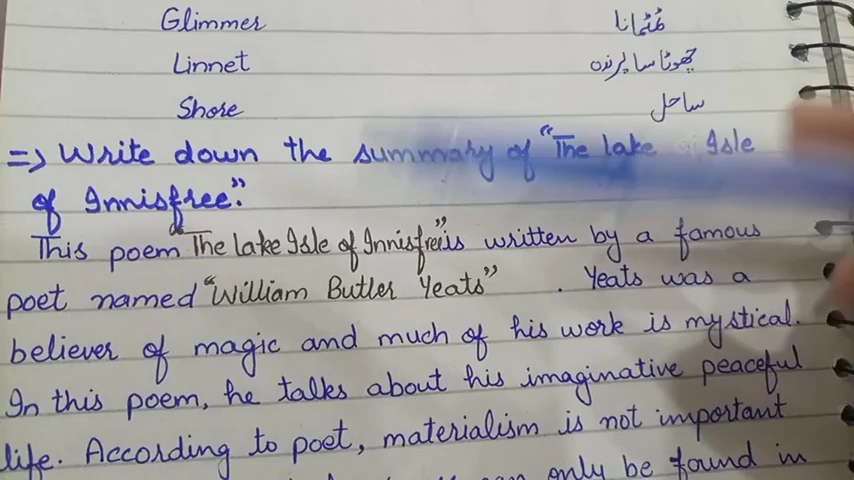 Glimmer ٹمٹمانا
Linnet چھوٹا سا پرندہ
Shore ساحل
=> Write down the summary of "The lake Isle
of Innisfree."
This poem "The lake Isle of Innisfree" is written by a famous
poet named "William Butler Yeats" . Yeats was a
believer of magic and much of his work is mystical.
In this poem, he talks about his imaginative peaceful
life. According to poet, materialism is not important
can only be found in